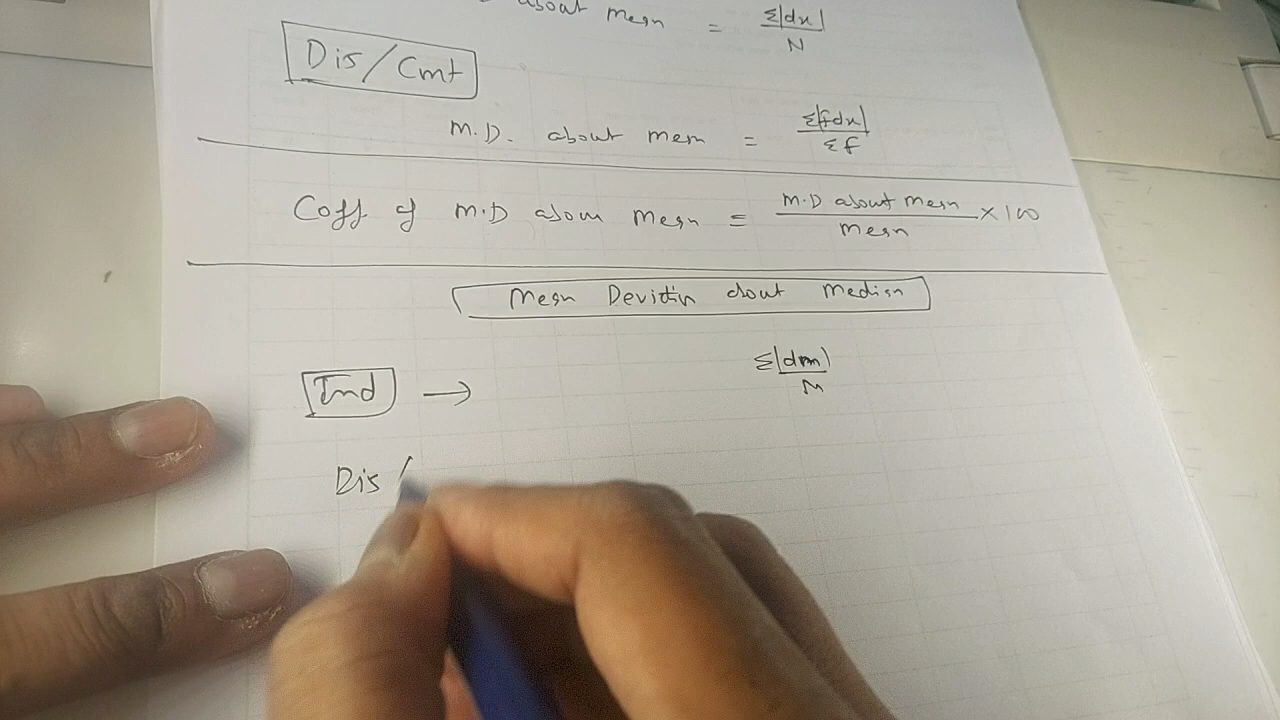 about mean = Σ|dx| / N
Dis/Cmt
M.D. about mean = Σ|fdx| / Σf
Coff of M.D about mean = M.D about mean / mean × 100
Mean Devitin about median
Ind →
Σ|dm| / N
Dis /